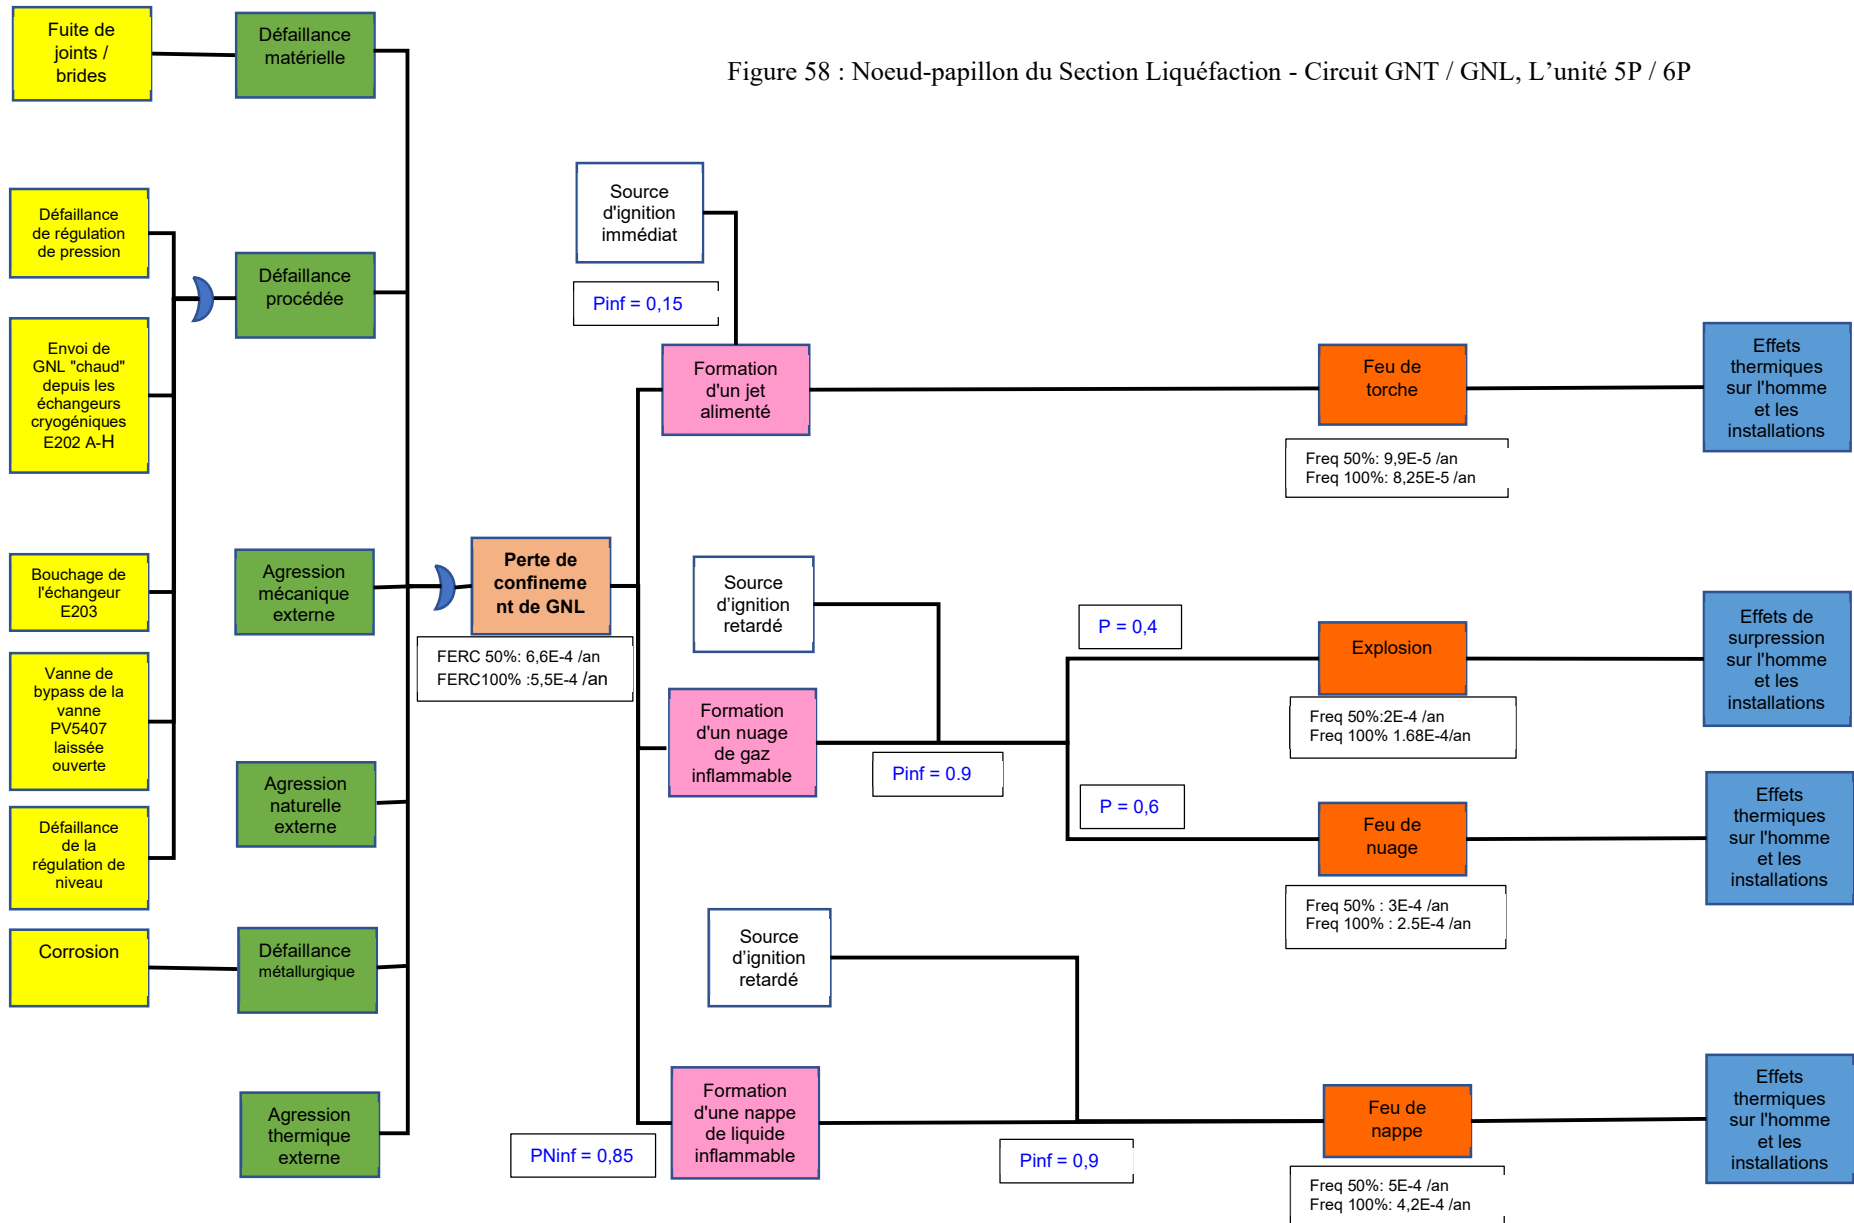 Figure 58 : Noeud-papillon du Section Liquéfaction - Circuit GNT / GNL, L’unité 5P / 6P
Fuite de
joints /
brides
Défaillance
matérielle
Défaillance
de régulation
de pression
Défaillance
procédée
Envoi de
GNL "chaud"
depuis les
échangeurs
cryogéniques
E202 A-H
Bouchage de
l'échangeur
E203
Agression
mécanique
externe
Vanne de
bypass de la
vanne
PV5407
laissée
ouverte
Agression
naturelle
externe
Défaillance
de la
régulation de
niveau
Corrosion
Défaillance
métallurgique
Agression
thermique
externe
Perte de
confineme
nt de GNL
FERC 50%: 6,6E-4 /an
FERC100% :5,5E-4 /an
Source
d'ignition
immédiat
Pinf = 0,15
Formation
d'un jet
alimenté
Feu de
torche
Freq 50%: 9,9E-5 /an
Freq 100%: 8,25E-5 /an
Effets
thermiques
sur l'homme
et les
installations
Source
d’ignition
retardé
Formation
d'un nuage
de gaz
inflammable
Pinf = 0.9
P = 0,4
Explosion
Freq 50%:2E-4 /an
Freq 100% 1.68E-4/an
Effets de
surpression
sur l'homme
et les
installations
P = 0,6
Feu de
nuage
Freq 50% : 3E-4 /an
Freq 100% : 2.5E-4 /an
Effets
thermiques
sur l'homme
et les
installations
Source
d’ignition
retardé
PNinf = 0,85
Formation
d'une nappe
de liquide
inflammable
Pinf = 0,9
Feu de
nappe
Freq 50%: 5E-4 /an
Freq 100%: 4,2E-4 /an
Effets
thermiques
sur l'homme
et les
installations